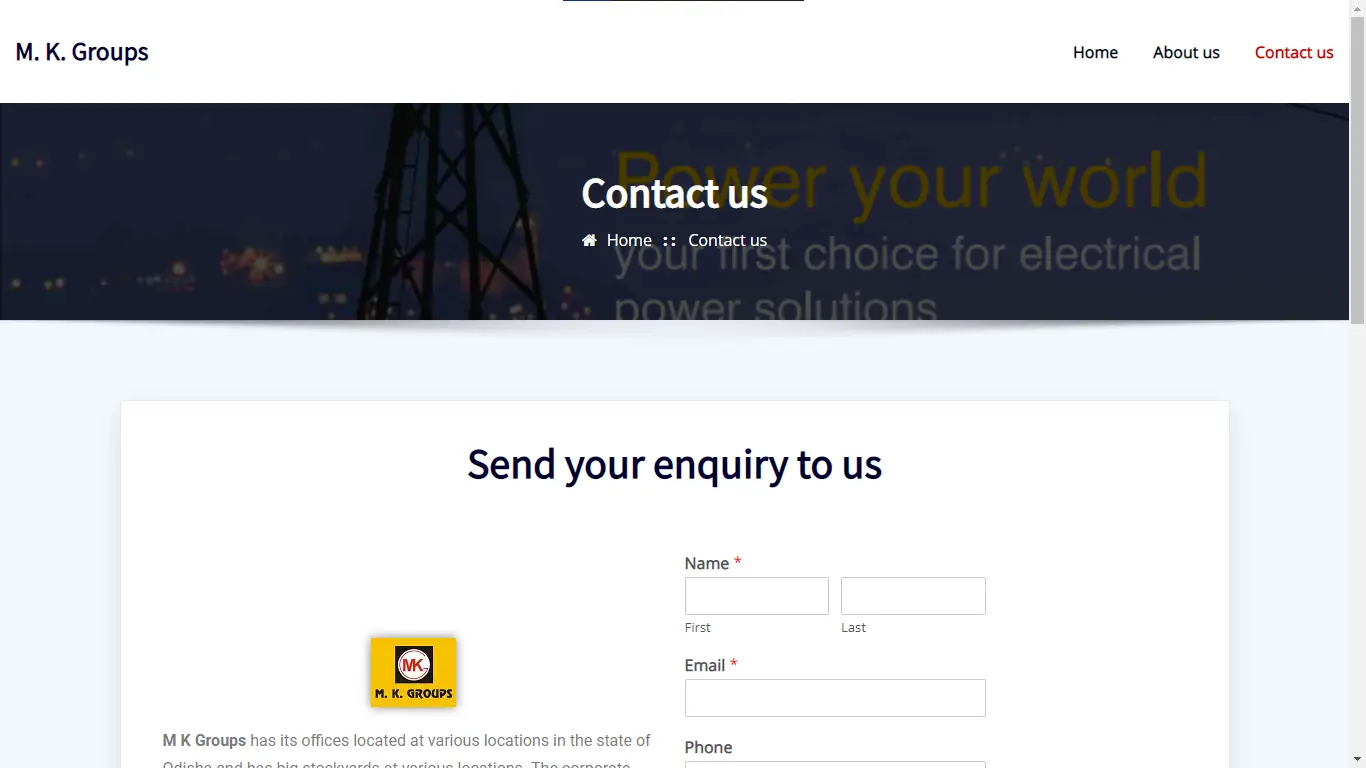 M. K. Groups
Home
About us
Contact us
Power your world
Contact us
Home :: Contact us
your first choice for electrical
power solutions
Send your enquiry to us
Name *
First
Last
Email *
MK
M. K. GROUPS
M K Groups has its offices located at various locations in the state of
Odisha and has big stockyards at various locations. The corporate
Phone